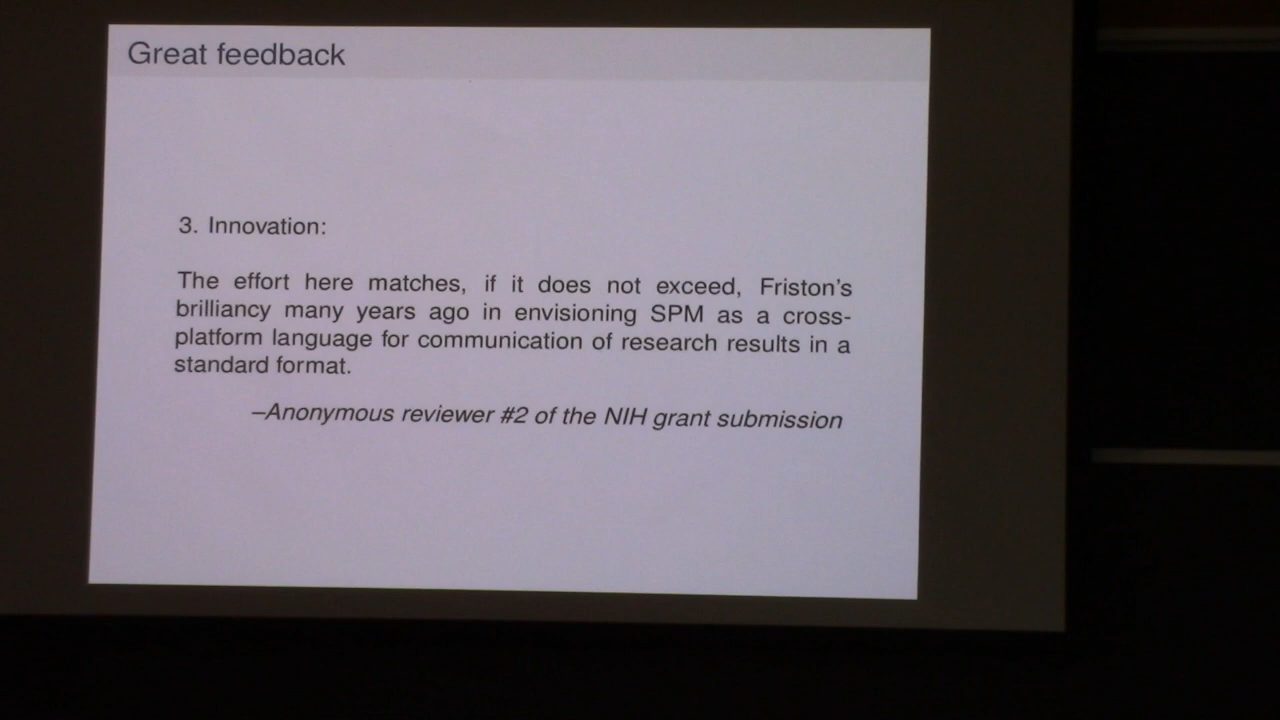 Great feedback
3. Innovation:
The effort here matches, if it does not exceed, Friston's
brilliancy many years ago in envisioning SPM as a cross-
platform language for communication of research results in a
standard format.
–Anonymous reviewer #2 of the NIH grant submission